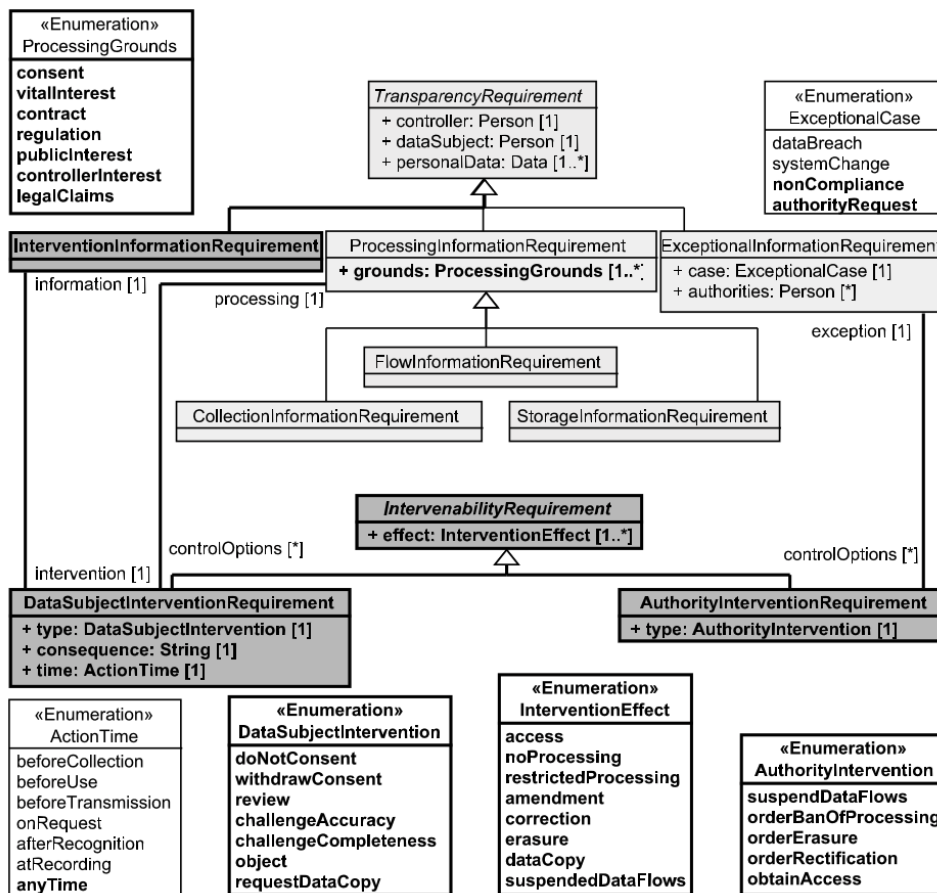 «Enumeration»
ProcessingGrounds
consent
vitalInterest
contract
regulation
publicInterest
controllerInterest
legalClaims
TransparencyRequirement
+ controller: Person [1]
+ dataSubject: Person [1]
+ personalData: Data [1..*]
«Enumeration»
ExceptionalCase
dataBreach
systemChange
nonCompliance
authorityRequest
InterventionInformationRequirement
ProcessingInformationRequirement
+ grounds: ProcessingGrounds [1..*]
ExceptionalInformationRequirement
+ case: ExceptionalCase [1]
+ authorities: Person [*]
information [1]
processing [1]
exception [1]
FlowInformationRequirement
CollectionInformationRequirement
StorageInformationRequirement
IntervenabilityRequirement
+ effect: InterventionEffect [1..*]
controlOptions [*]
controlOptions [*]
intervention [1]
DataSubjectInterventionRequirement
+ type: DataSubjectIntervention [1]
+ consequence: String [1]
+ time: ActionTime [1]
AuthorityInterventionRequirement
+ type: AuthorityIntervention [1]
«Enumeration»
ActionTime
beforeCollection
beforeUse
beforeTransmission
onRequest
afterRecognition
atRecording
anyTime
«Enumeration»
DataSubjectIntervention
doNotConsent
withdrawConsent
review
challengeAccuracy
challengeCompleteness
object
requestDataCopy
«Enumeration»
InterventionEffect
access
noProcessing
restrictedProcessing
amendment
correction
erasure
dataCopy
suspendedDataFlows
«Enumeration»
AuthorityIntervention
suspendDataFlows
orderBanOfProcessing
orderErasure
orderRectification
obtainAccess